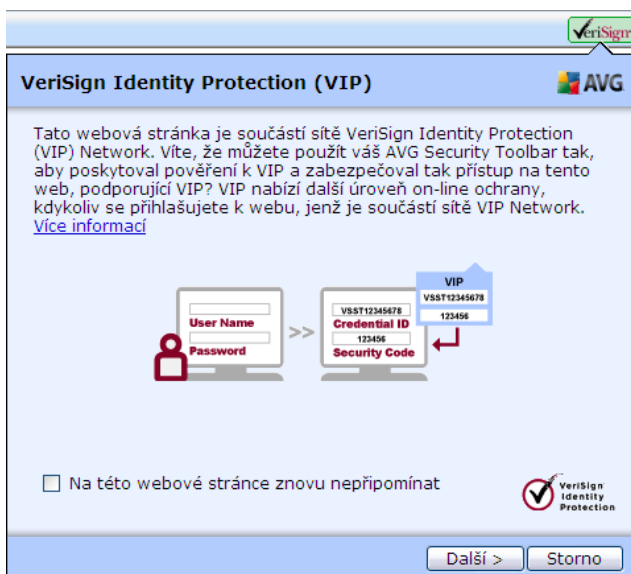 VeriSign
VeriSign Identity Protection (VIP)
AVG
Tato webová stránka je součástí sítě VeriSign Identity Protection
(VIP) Network. Víte, že můžete použít váš AVG Security Toolbar tak,
aby poskytoval pověření k VIP a zabezpečoval tak přístup na tento
web, podporující VIP? VIP nabízí další úroveň on-line ochrany,
kdykoliv se přihlašujete k webu, jenž je součástí sítě VIP Network.
Více informací
VIP
VSST12345678
123456
User Name
Password
>>
VSST12345678
Credential ID
123456
Security Code
Na této webové stránce znovu nepřipomínat
VeriSign
Identity
Protection
Další >
Storno